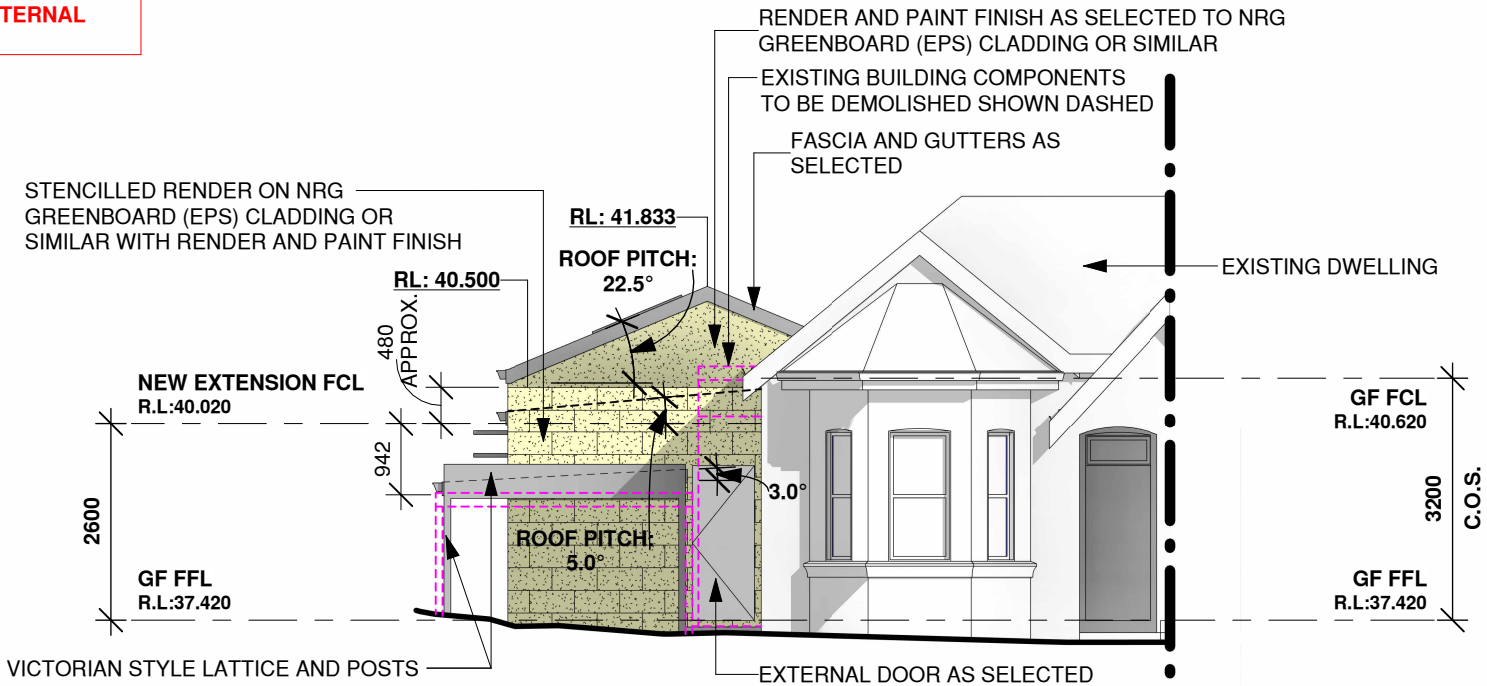 TERNAL
RENDER AND PAINT FINISH AS SELECTED TO NRG
GREENBOARD (EPS) CLADDING OR SIMILAR
EXISTING BUILDING COMPONENTS
TO BE DEMOLISHED SHOWN DASHED
FASCIA AND GUTTERS AS
SELECTED
STENCILLED RENDER ON NRG
GREENBOARD (EPS) CLADDING OR
SIMILAR WITH RENDER AND PAINT FINISH
RL: 41.833
ROOF PITCH:
22.5°
RL: 40.500
EXISTING DWELLING
480
APPROX.
NEW EXTENSION FCL
R.L:40.020
GF FCL
R.L:40.620
942
2600
3.0°
3200
C.O.S.
ROOF PITCH:
5.0°
GF FFL
R.L:37.420
GF FFL
R.L:37.420
VICTORIAN STYLE LATTICE AND POSTS
EXTERNAL DOOR AS SELECTED